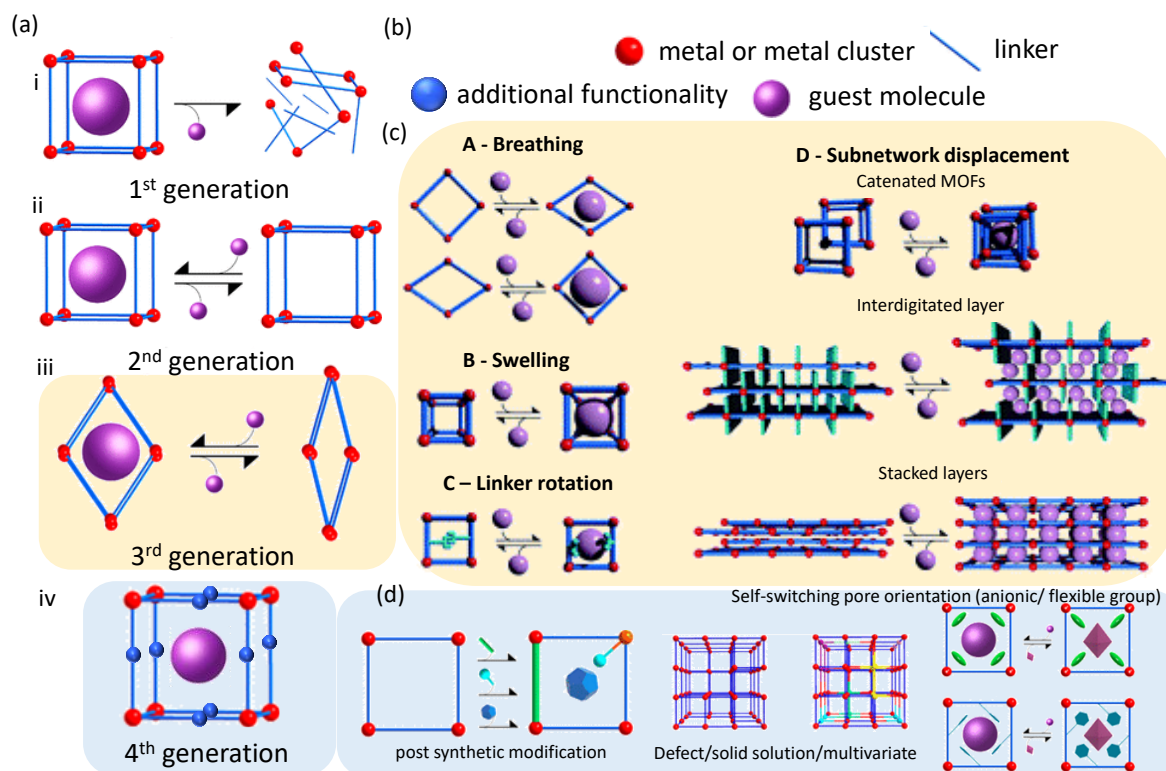 (a)
i
1st generation
ii
2nd generation
iii
3rd generation
iv
4th generation
(b)
metal or metal cluster
linker
additional functionality
guest molecule
(c)
A - Breathing
B - Swelling
C – Linker rotation
D - Subnetwork displacement
Catenated MOFs
Interdigitated layer
Stacked layers
(d)
post synthetic modification
Defect/solid solution/multivariate
Self-switching pore orientation (anionic/ flexible group)